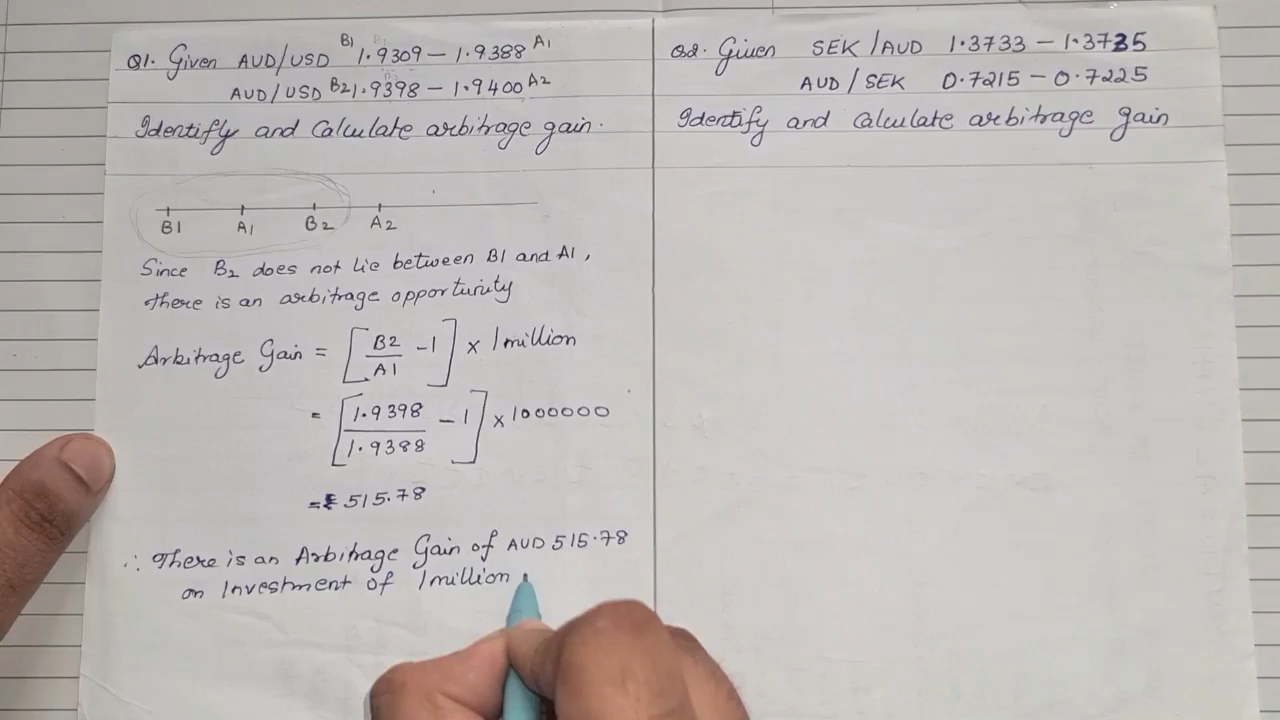 Q1. Given AUD/USD B1 1.9309 - 1.9388 A1
AUD/USD B2 1.9398 - 1.9400 A2
Identifly and Calculate arbitrage gain.
B1 A1 B2 A2
Since B2 does not lie between B1 and A1,
there is an arbitrage opportunity
Arbitrage Gain = [B2/A1 - 1] × 1 million
= [1.9398/1.9388 - 1] × 1000000
= 515.78
∴ There is an Arbitrage Gain of AUD 515.78
on Investment of 1 million
Q2. Given SEK/AUD 1.3733 - 1.3735
AUD/SEK 0.7215 - 0.7225
Identify and Calculate arbitrage gain